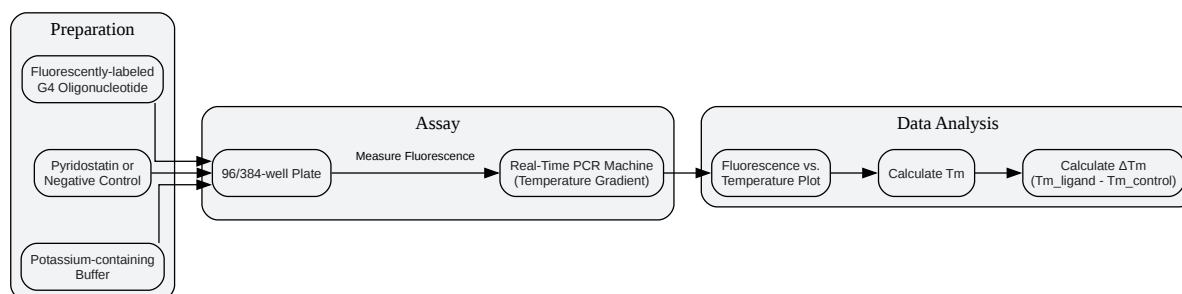 Preparation
Fluorescently-labeled
G4 Oligonucleotide
Pyridostatin or
Negative Control
Potassium-containing
Buffer
Assay
96/384-well Plate
Measure Fluorescence
Real-Time PCR Machine
(Temperature Gradient)
Data Analysis
Fluorescence vs.
Temperature Plot
Calculate Tm
Calculate ΔTm
(Tm_ligand - Tm_control)